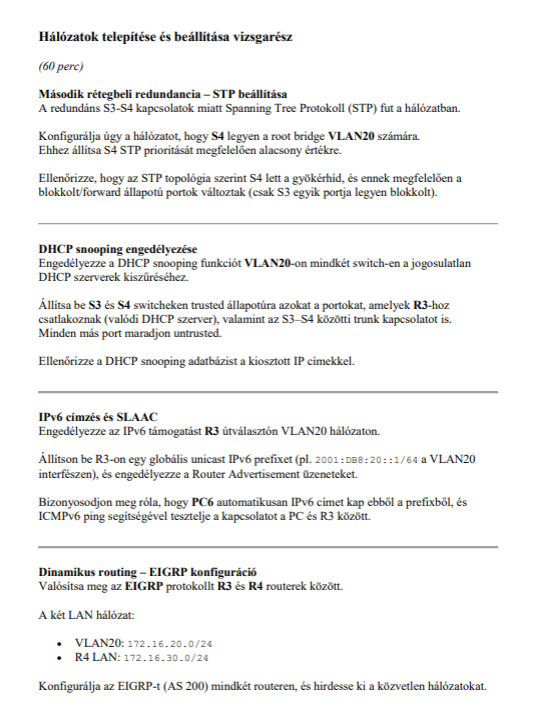 Hálózatok telepítése és beállítása vizsgarész
(60 perc)
Második rétegbeli redundancia – STP beállítása
A redundáns S3-S4 kapcsolatok miatt Spanning Tree Protokoll (STP) fut a hálózatban.
Konfigurálja úgy a hálózatot, hogy S4 legyen a root bridge VLAN20 számára.
Ehhez állítsa S4 STP prioritását megfelelően alacsony értékre.
Ellenőrizze, hogy az STP topológia szerint S4 lett a gyökérhíd, és ennek megfelelően a
blokkolt/forward állapotú portok változtak (csak S3 egyik portja legyen blokkolt).
DHCP snooping engedélyezése
Engedélyezze a DHCP snooping funkciót VLAN20-on mindkét switch-en a jogosulatlan
DHCP szerverek kiszűréséhez.
Állítsa be S3 és S4 switcheken trusted állapotúra azokat a portokat, amelyek R3-hoz
csatlakoznak (valódi DHCP szerver), valamint az S3–S4 közötti trunk kapcsolatot is.
Minden más port maradjon untrusted.
Ellenőrizze a DHCP snooping adatbázist a kiosztott IP címekkel.
IPv6 címzés és SLAAC
Engedélyezze az IPv6 támogatást R3 útválasztón VLAN20 hálózaton.
Állítson be R3-on egy globális unicast IPv6 prefixet (pl. 2001:DB8:20::1/64 a VLAN20
interfészen), és engedélyezze a Router Advertisement üzeneteket.
Bizonyosodjon meg róla, hogy PC6 automatikusan IPv6 címet kap ebből a prefixből, és
ICMPv6 ping segítségével tesztelje a kapcsolatot a PC és R3 között.
Dinamikus routing – EIGRP konfiguráció
Valósítsa meg az EIGRP protokollt R3 és R4 routerek között.
A két LAN hálózat:
• VLAN20: 172.16.20.0/24
• R4 LAN: 172.16.30.0/24
Konfigurálja az EIGRP-t (AS 200) mindkét routeren, és hirdesse ki a közvetlen hálózatokat.